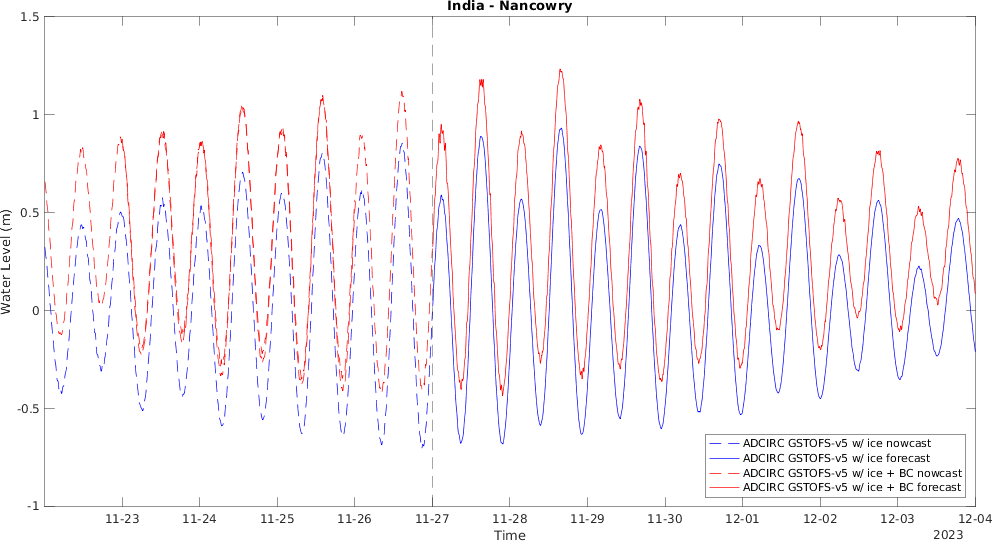 India - Nancowry
1.5
1
0.5
0
-0.5
-1
Water Level (m)
ADCIRC GSTOFS-v5 w/ ice nowcast
ADCIRC GSTOFS-v5 w/ ice forecast
ADCIRC GSTOFS-v5 w/ ice + BC nowcast
ADCIRC GSTOFS-v5 w/ ice + BC forecast
11-23 11-24 11-25 11-26 11-27 11-28 11-29 11-30 12-01 12-02 12-03 12-04
Time
2023